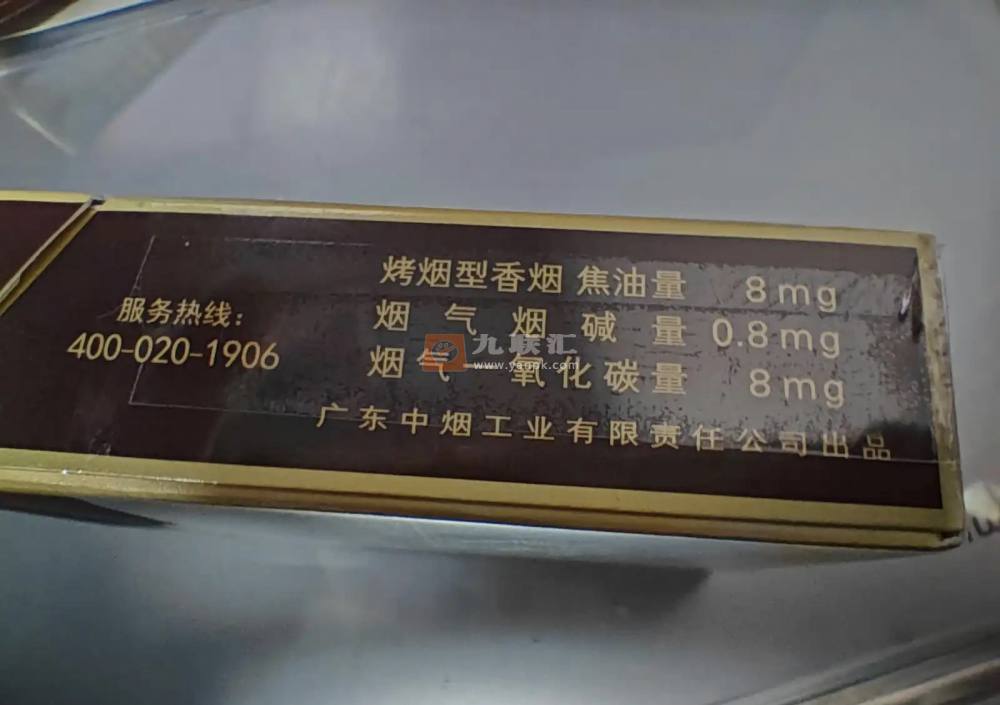 烤烟型香烟 焦油量 8mg
烟气烟碱量 0.8mg
烟气一氧化碳量 8mg
服务热线：
400-020-1906
广东中烟工业有限责任公司出品
九联汇